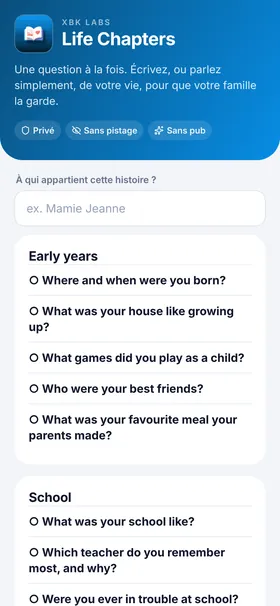 XBK LABS
Life Chapters
Une question à la fois. Écrivez, ou parlez
simplement, de votre vie, pour que votre famille
la garde.
Privé
Sans pistage
Sans pub
À qui appartient cette histoire ?
ex. Mamie Jeanne
Early years
Where and when were you born?
What was your house like growing
up?
What games did you play as a child?
Who were your best friends?
What was your favourite meal your
parents made?
School
What was your school like?
Which teacher do you remember
most, and why?
Were you ever in trouble at school?